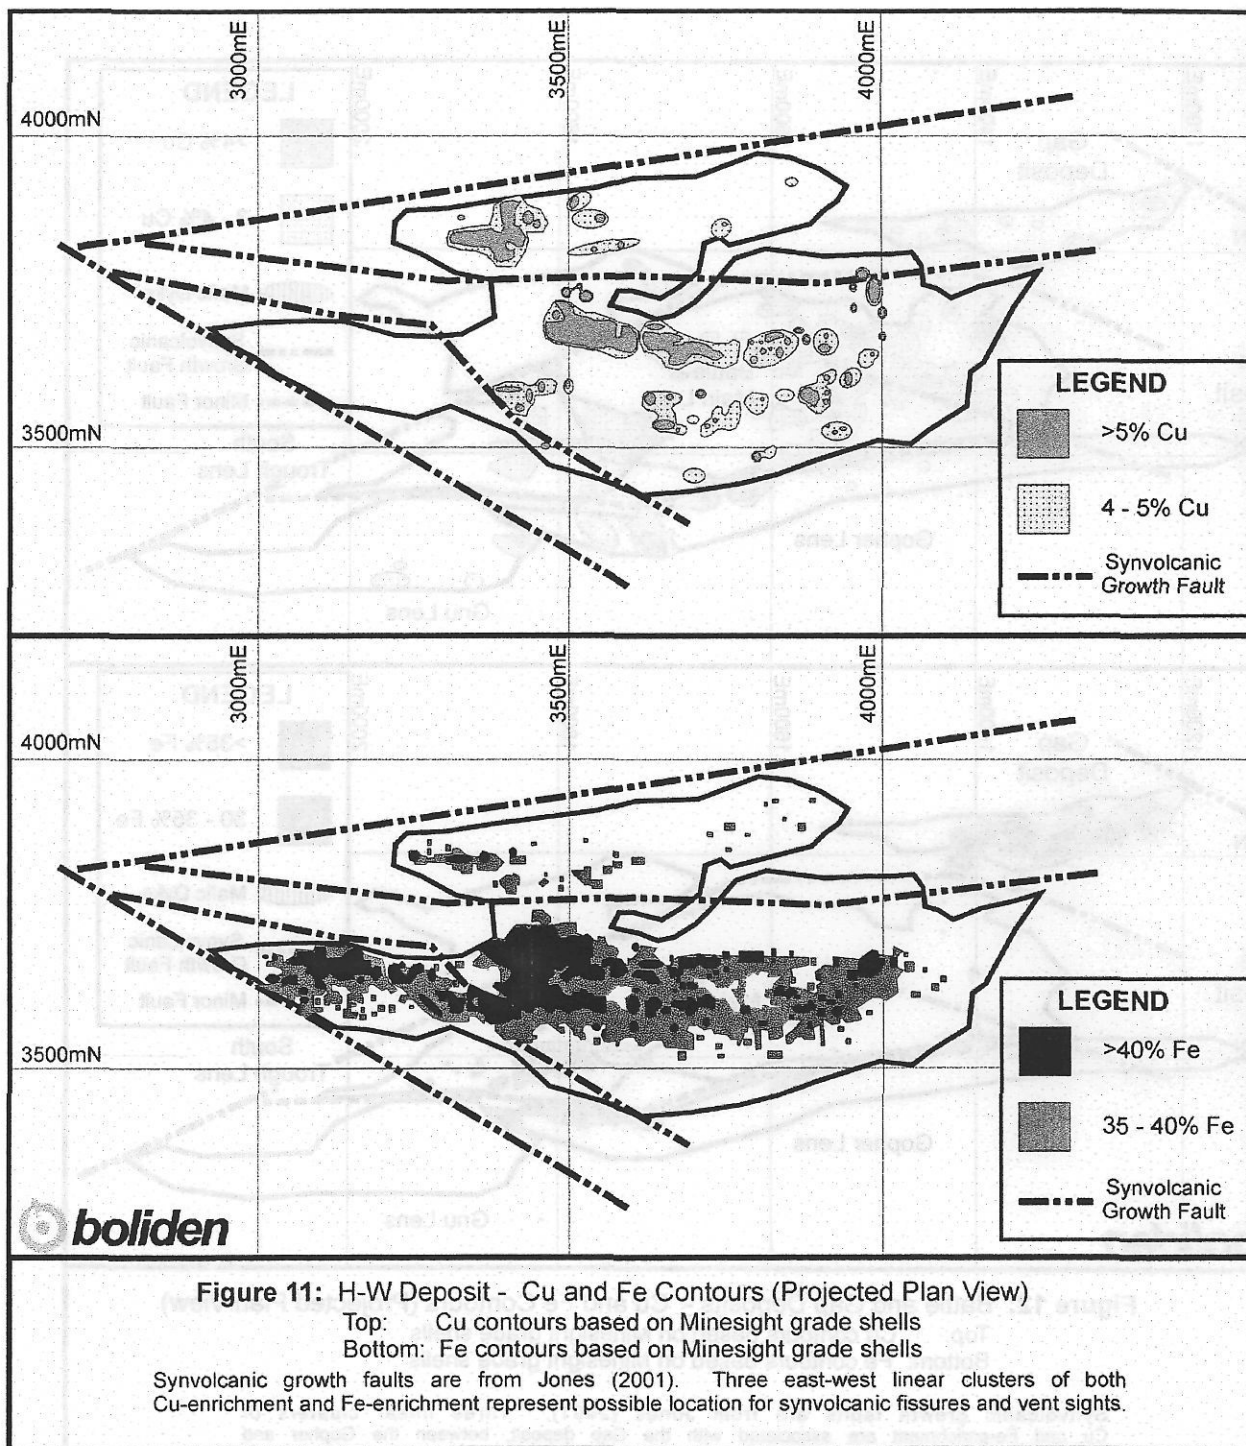 3000mE
3500mE
4000mE
4000mN
3500mN
LEGEND
>5% Cu
4 - 5% Cu
Synvolcanic
Growth Fault
3000mE
3500mE
4000mE
4000mN
3500mN
LEGEND
>40% Fe
35 - 40% Fe
Synvolcanic
Growth Fault
boliden
Figure 11: H-W Deposit - Cu and Fe Contours (Projected Plan View)
Top: Cu contours based on Minesight grade shells
Bottom: Fe contours based on Minesight grade shells
Synvolcanic growth faults are from Jones (2001). Three east-west linear clusters of both
Cu-enrichment and Fe-enrichment represent possible location for synvolcanic fissures and vent sights.